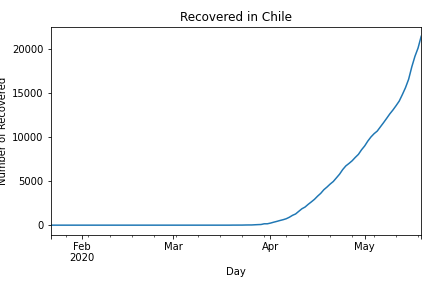 Recovered in Chile
Number of Recovered
20000
15000
10000
5000
0
Feb
2020
Mar
Apr
May
Day